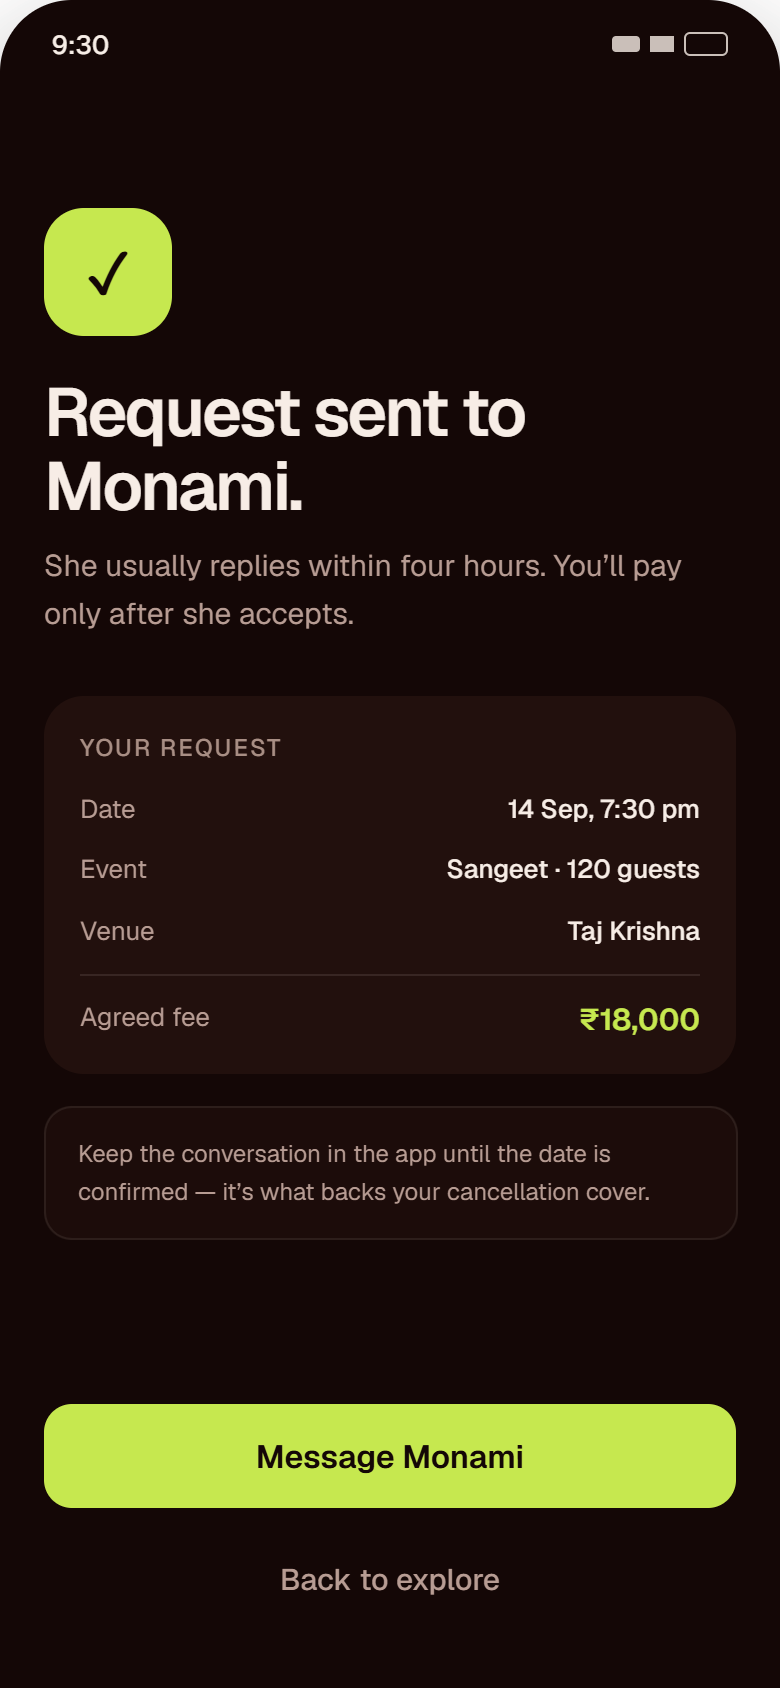 9:30
✓
Request sent to
Monami.
She usually replies within four hours. You’ll pay
only after she accepts.
YOUR REQUEST
Date 14 Sep, 7:30 pm
Event Sangeet · 120 guests
Venue Taj Krishna
Agreed fee ₹18,000
Keep the conversation in the app until the date is
confirmed — it’s what backs your cancellation cover.
Message Monami
Back to explore